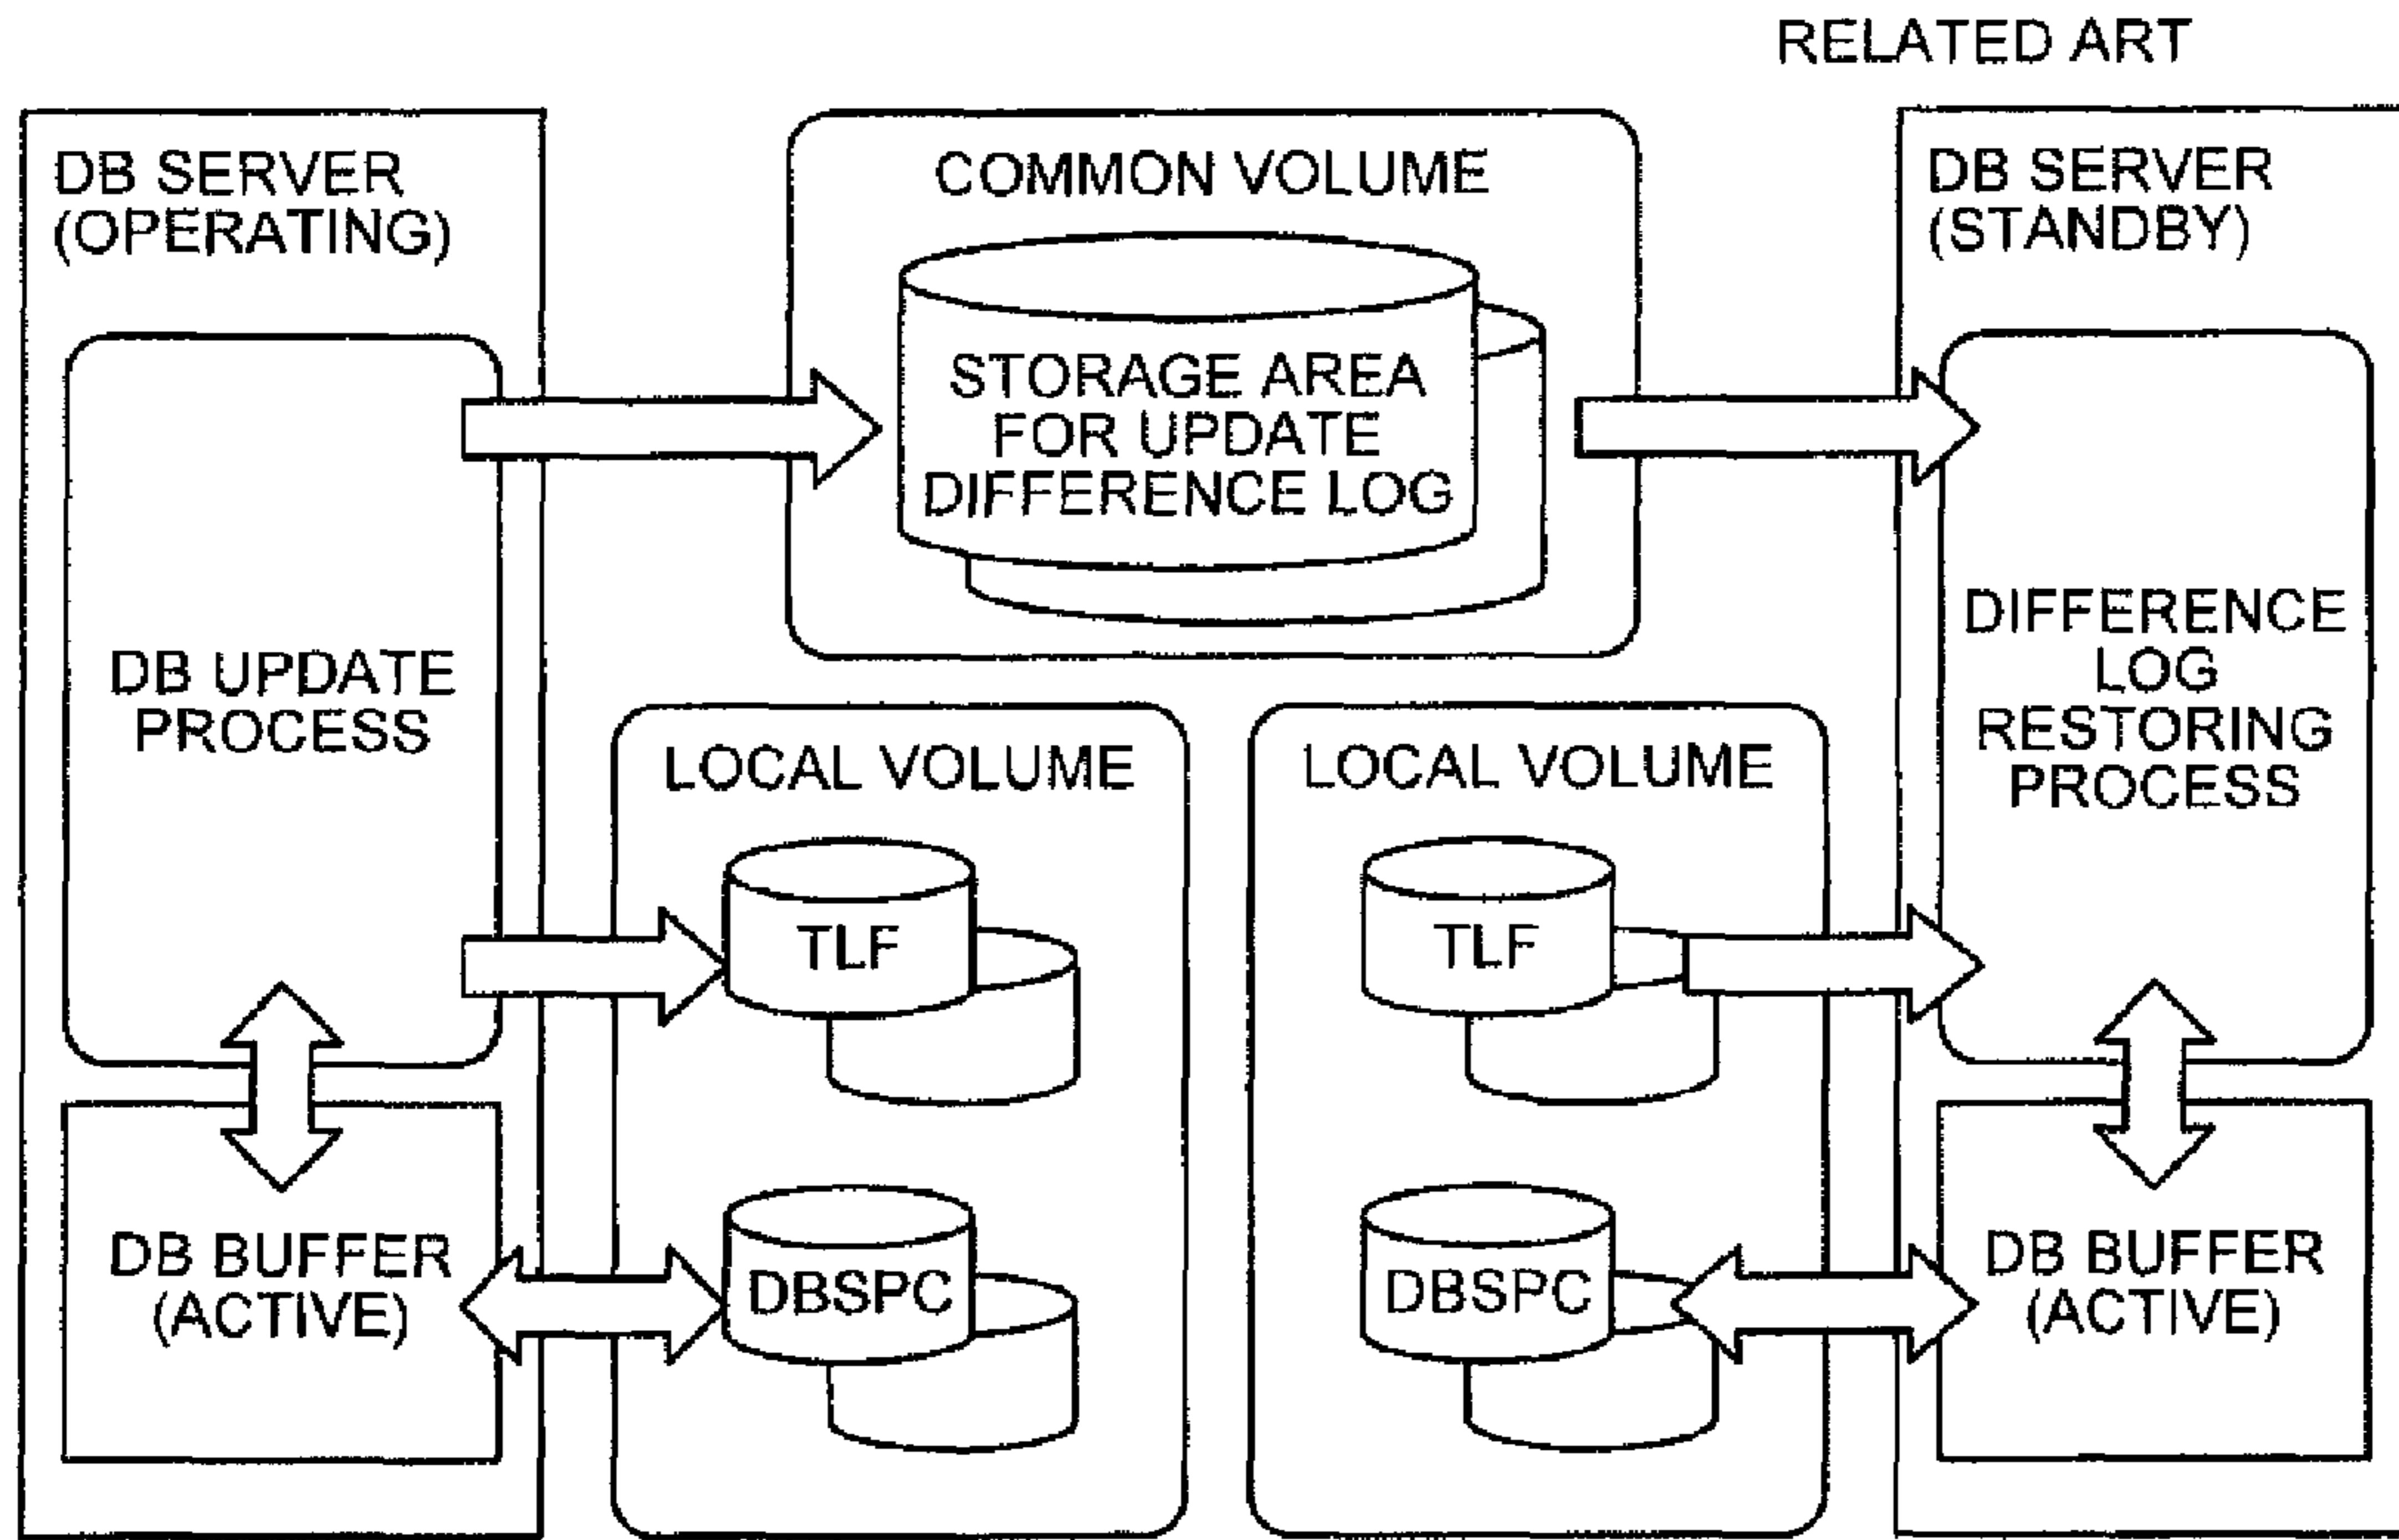 RELATED ART
DB SERVER
(OPERATING)
DB UPDATE
PROCESS
DB BUFFER
(ACTIVE)
COMMON VOLUME
STORAGE AREA
FOR UPDATE
DIFFERENCE LOG
LOCAL VOLUME
TLF
DBSPC
LOCAL VOLUME
TLF
DBSPC
DB SERVER
(STANDBY)
DIFFERENCE
LOG
RESTORING
PROCESS
DB BUFFER
(ACTIVE)